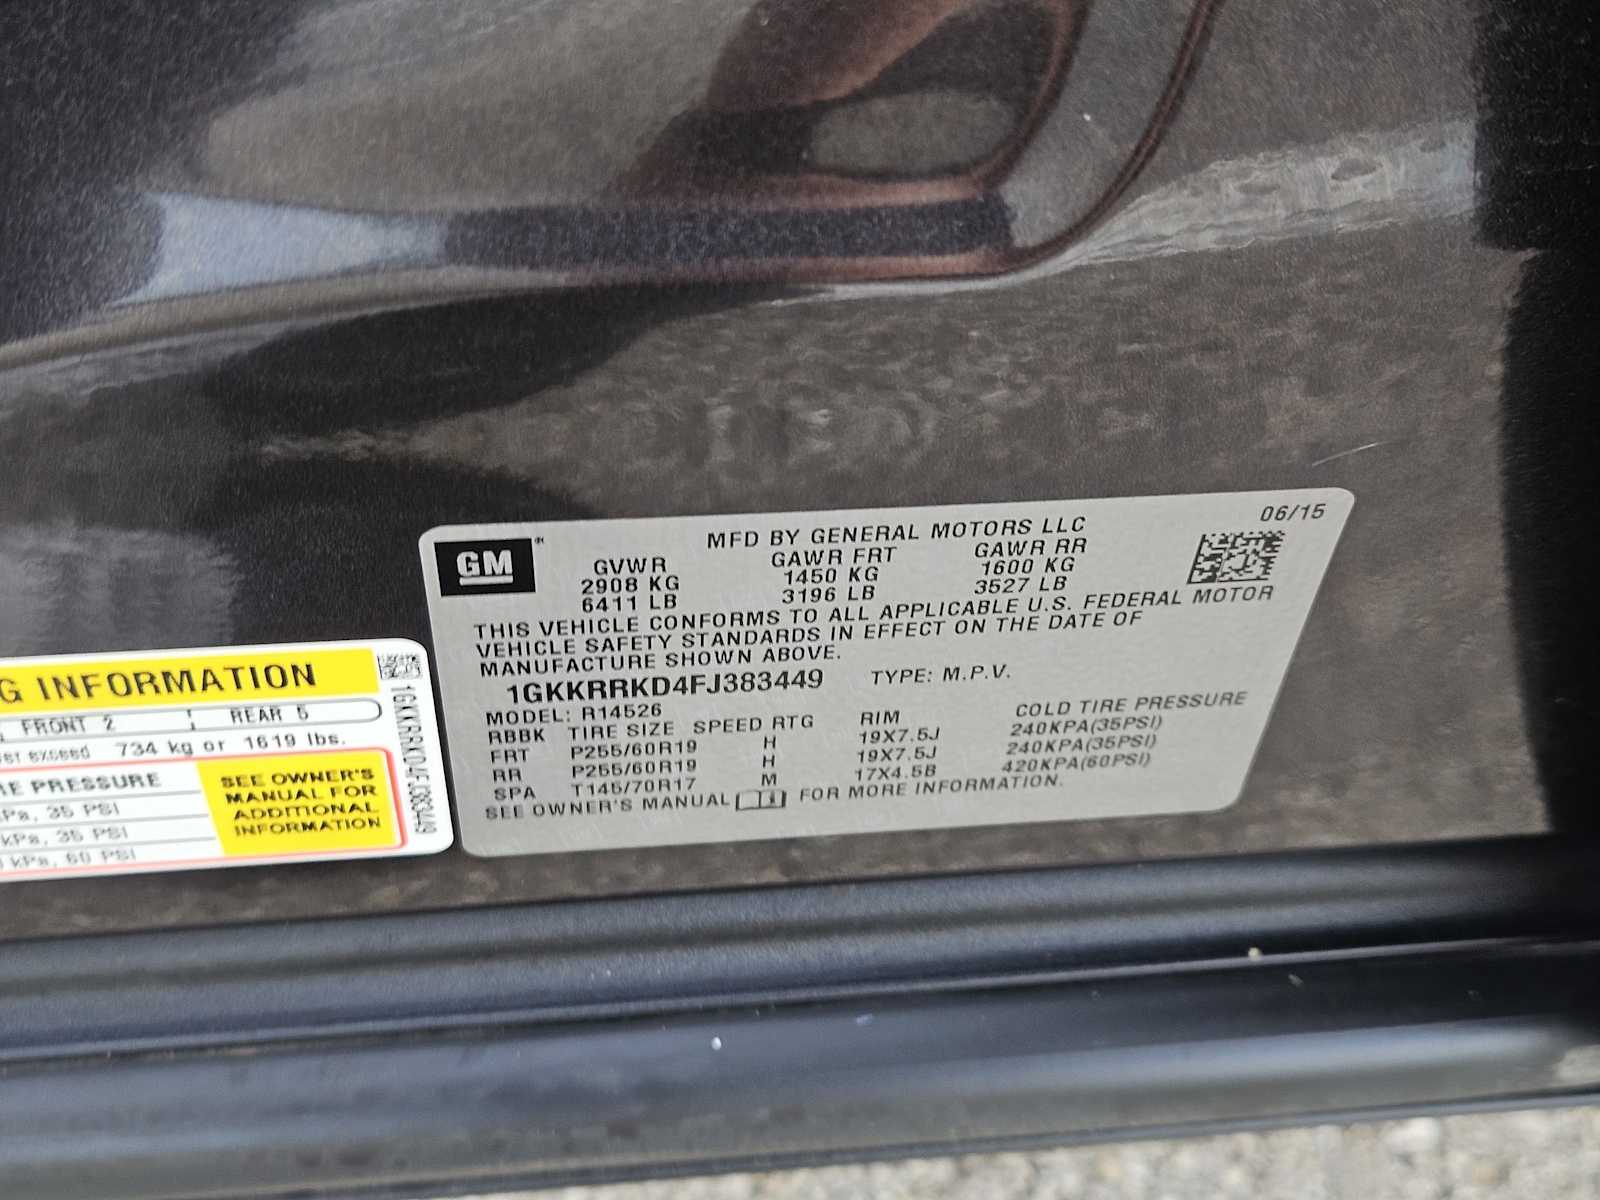 06/15
MFD BY GENERAL MOTORS LLC
GM
GVWR GAWR FRT GAWR RR
2908 KG 1450 KG 1600 KG
6411 LB 3196 LB 3527 LB
THIS VEHICLE CONFORMS TO ALL APPLICABLE U.S. FEDERAL MOTOR
VEHICLE SAFETY STANDARDS IN EFFECT ON THE DATE OF
MANUFACTURE SHOWN ABOVE.
1GKKRRKD4FJ383449 TYPE: M.P.V.
MODEL: R14526
RBBK TIRE SIZE SPEED RTG RIM COLD TIRE PRESSURE
FRT P255/60R19 H 19X7.5J 240KPA(35PSI)
RR P255/60R19 H 19X7.5J 240KPA(35PSI)
SPA T145/70R17 M 17X4.5B 420KPA(60PSI)
SEE OWNER'S MANUAL FOR MORE INFORMATION.
G INFORMATION
FRONT 2 REAR 5
exceed 734 kg or 1619 lbs.
RE PRESSURE
kPa, 35 PSI
kPa, 35 PSI
kPa, 60 PSI
SEE OWNER'S
MANUAL FOR
ADDITIONAL
INFORMATION
1GKKRRKD4FJ383449